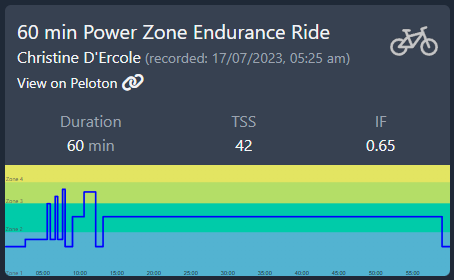 60 min Power Zone Endurance Ride
Christine D'Ercole (recorded: 17/07/2023, 05:25 am)
View on Peloton
Duration TSS IF
60 min 42 0.65
Zone 4
Zone 3
Zone 2
Zone 1 05:00 10:00 15:00 20:00 25:00 30:00 35:00 40:00 45:00 50:00 55:00